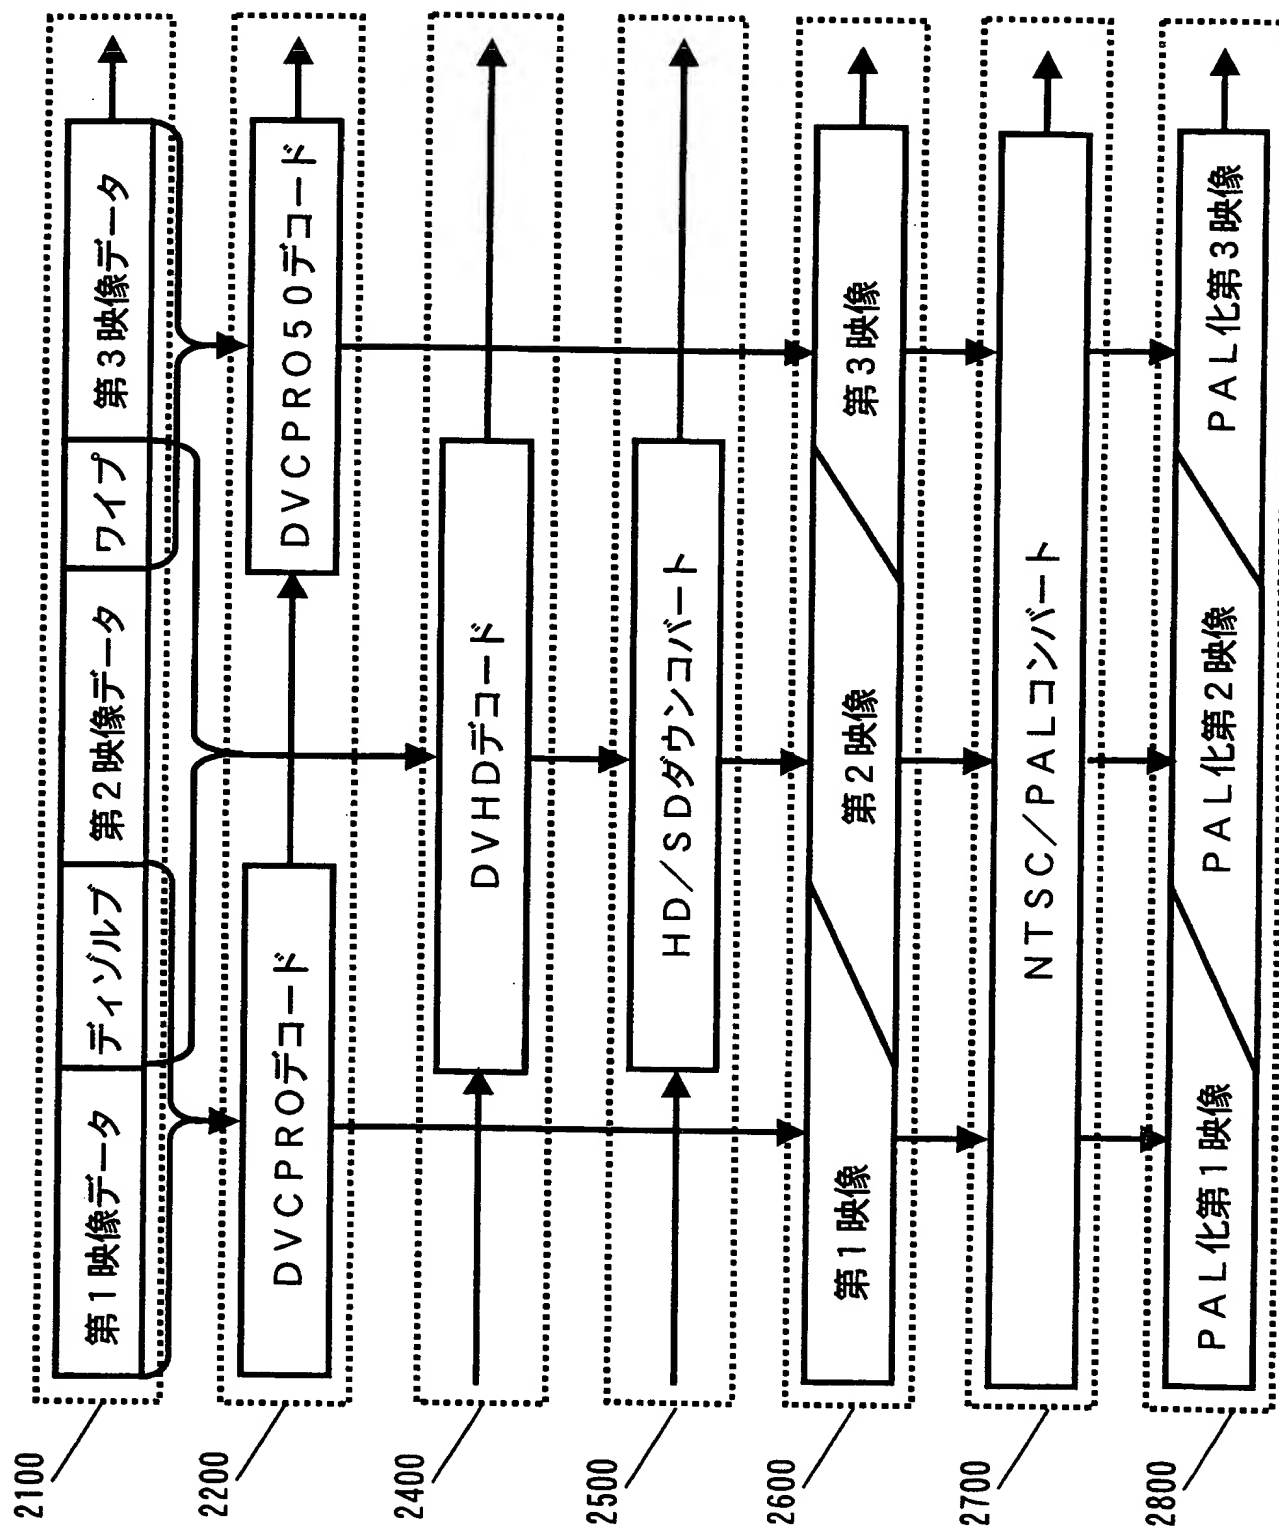 2100
第1映像データ
ディゾルブ
第2映像データ
ワイプ
第3映像データ
2200
DVCPROデコード
DVCPRO50デコード
2400
DVHDデコード
2500
HD/SDダウンコバート
2600
第1映像
第2映像
第3映像
2700
NTSC/PALコンバート
2800
PAL化第1映像
PAL化第2映像
PAL化第3映像